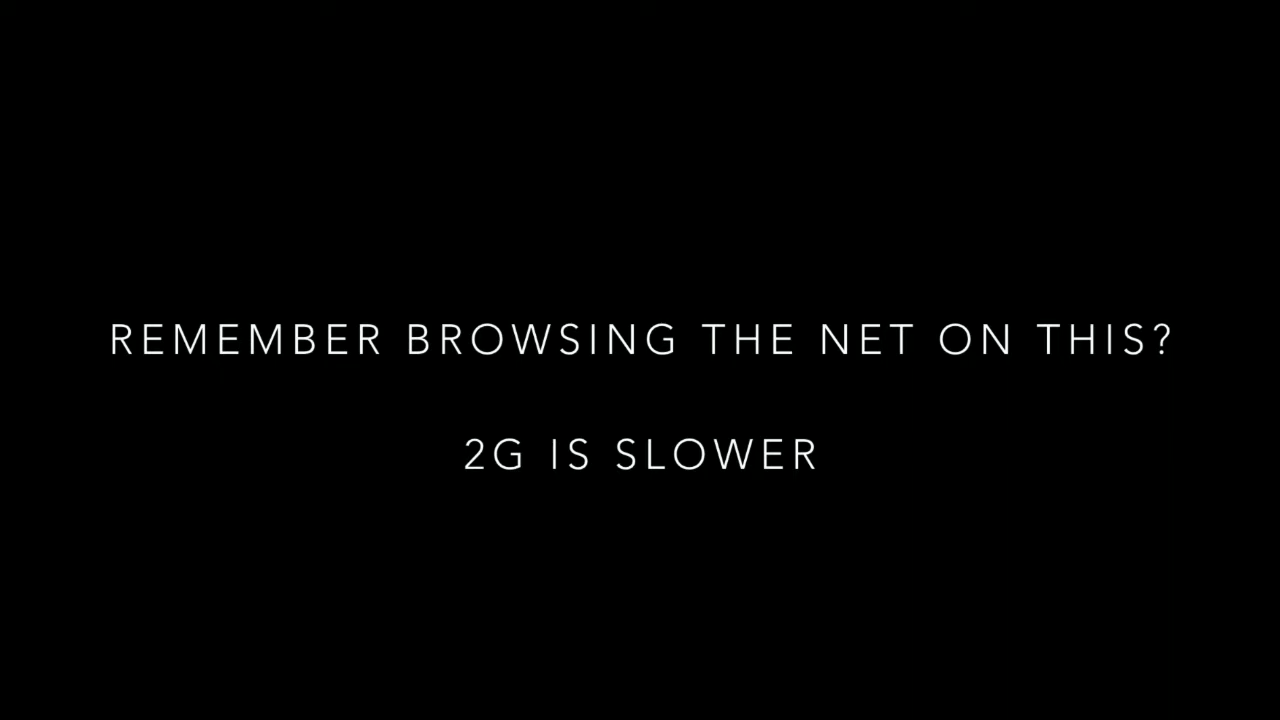 REMEMBER BROWSING THE NET ON THIS?
2G IS SLOWER